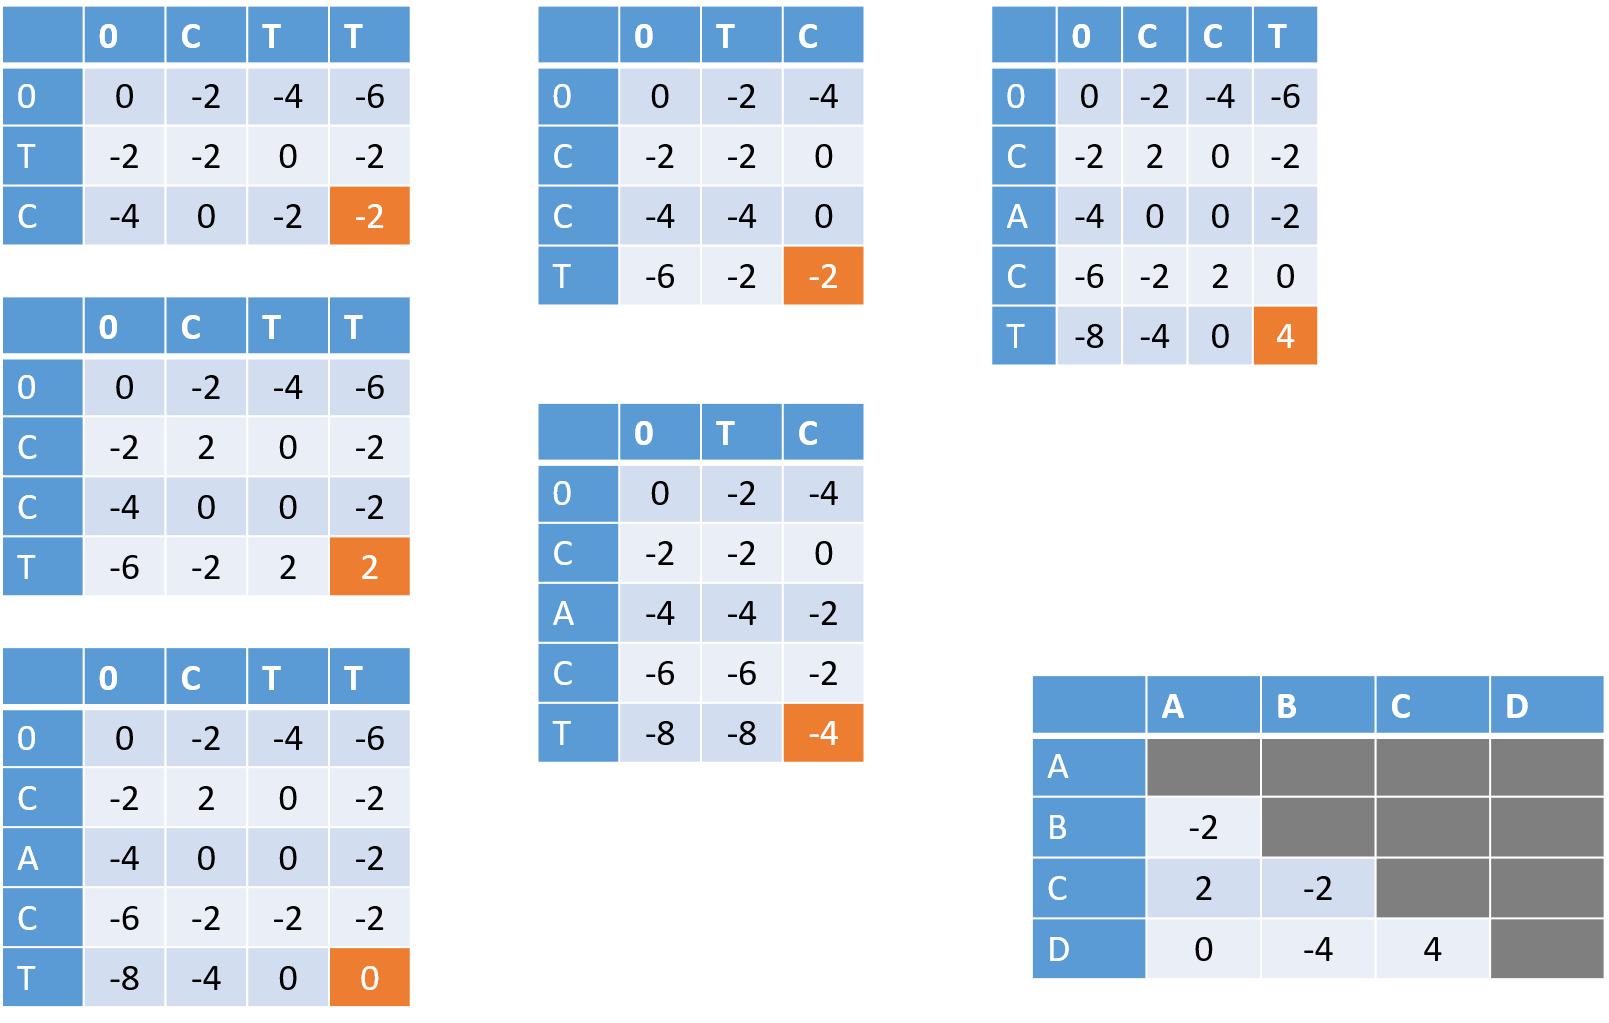 0 C T T
0 0 -2 -4 -6
T -2 -2 0 -2
C -4 0 -2 -2
0 C T T
0 0 -2 -4 -6
C -2 2 0 -2
C -4 0 0 -2
T -6 -2 2 2
0 C T T
0 0 -2 -4 -6
C -2 2 0 -2
A -4 0 0 -2
C -6 -2 -2 -2
T -8 -4 0 0
0 T C
0 0 -2 -4
C -2 -2 0
C -4 -4 0
T -6 -2 -2
0 T C
0 0 -2 -4
C -2 -2 0
A -4 -4 -2
C -6 -6 -2
T -8 -8 -4
0 C C T
0 0 -2 -4 -6
C -2 2 0 -2
A -4 0 0 -2
C -6 -2 2 0
T -8 -4 0 4
A B C D
A
B -2
C 2 -2
D 0 -4 4